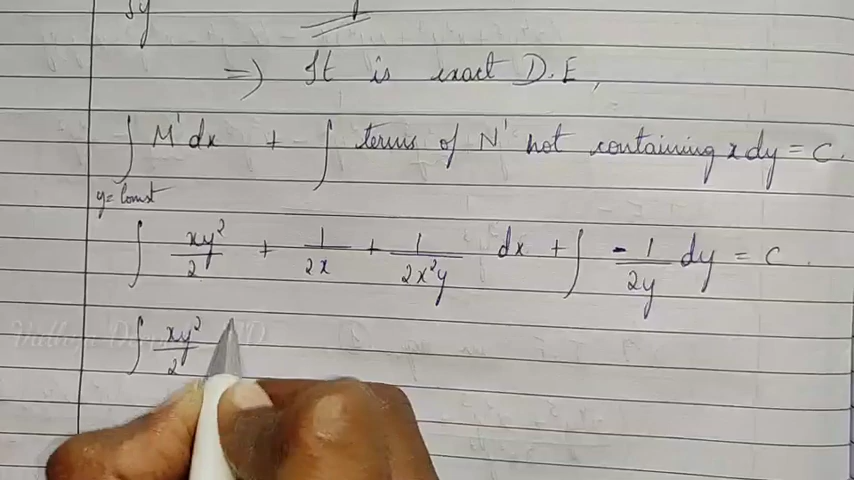 ∫y
=) It is exact D.E,
∫ M' dx + ∫ terms of N' not containing x dy = C.
y = Const
∫ xy²/2 + 1/2x + 1/2x²y dx + ∫ -1/2y dy = C.
∫ xy²/2